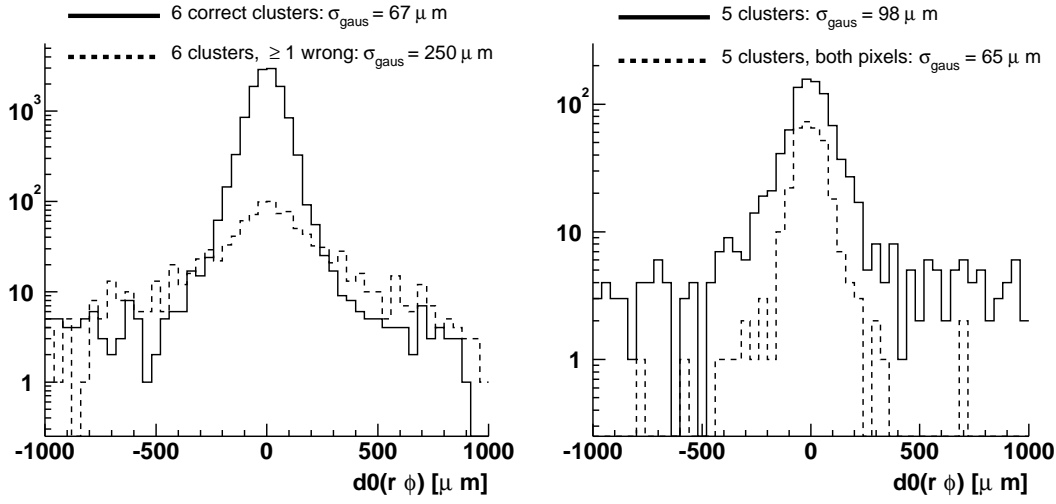 6 correct clusters: σgaus = 67 μ m
6 clusters, ≥ 1 wrong: σgaus = 250 μ m
10³
10²
10
1
-1000 -500 0 500 1000
d0(r φ) [μ m]
5 clusters: σgaus = 98 μ m
5 clusters, both pixels: σgaus = 65 μ m
10²
10
1
-1000 -500 0 500 1000
d0(r φ) [μ m]